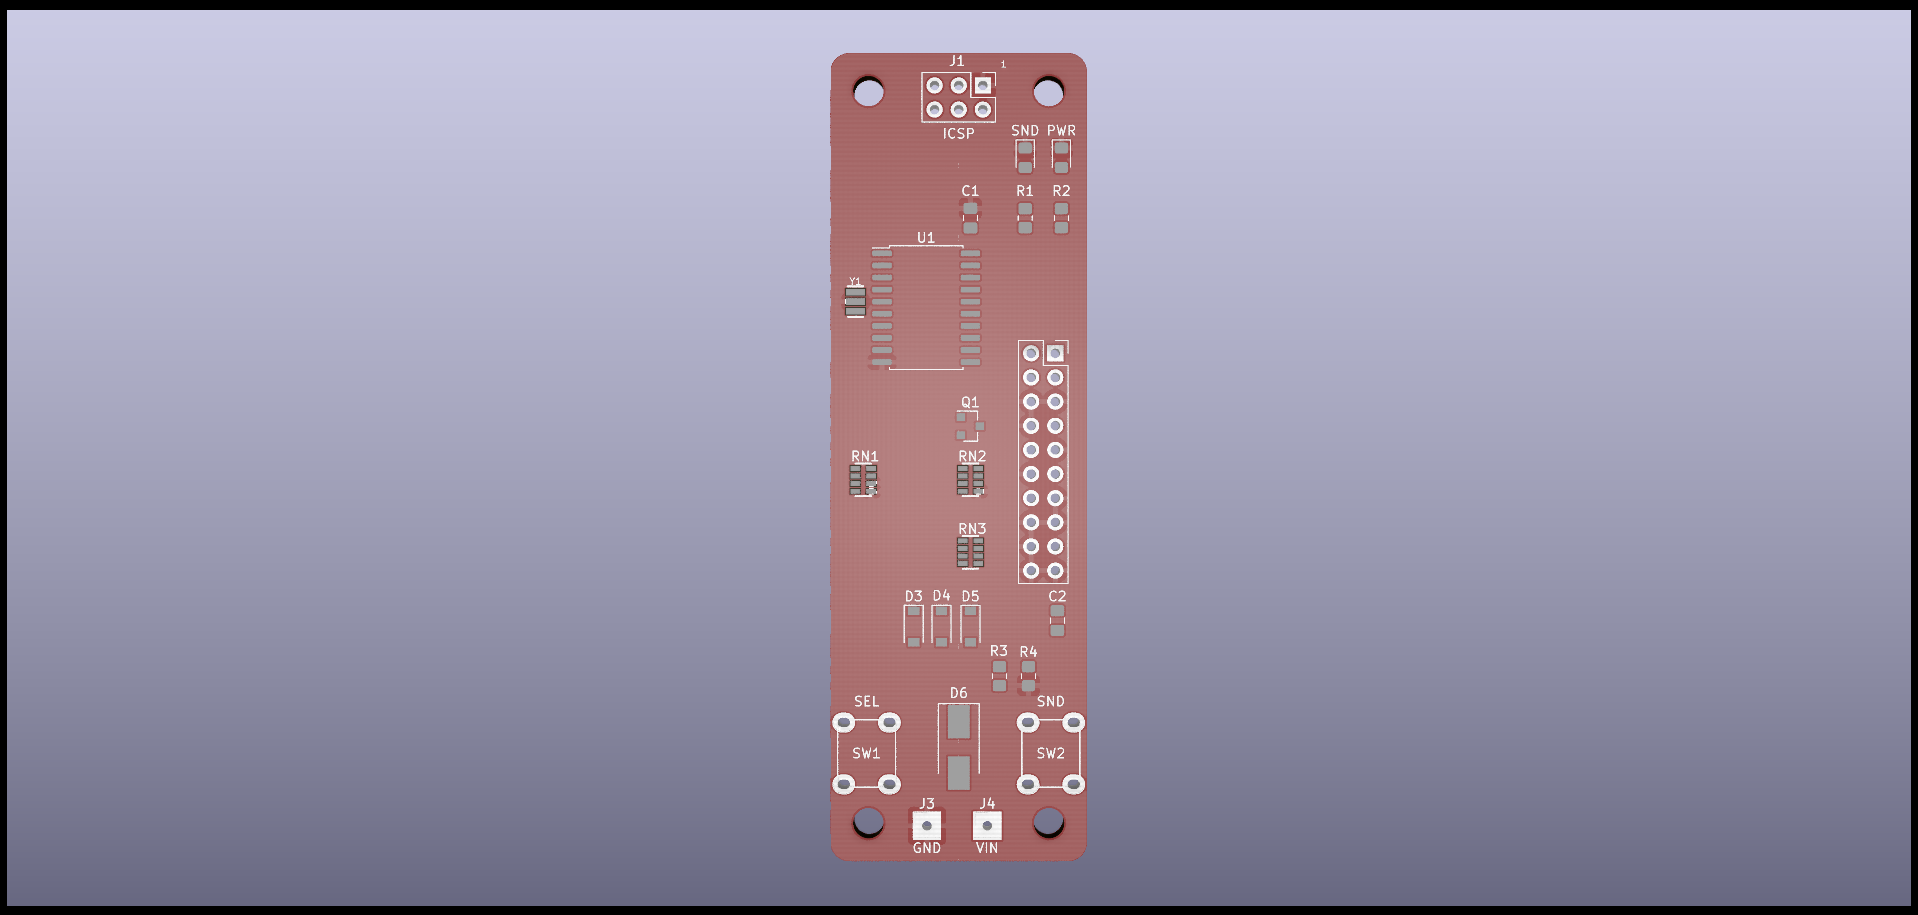 J1
1
ICSP
SND PWR
C1 R1 R2
U1
Y1
Q1
RN1 RN2
RN3
D3 D4 D5 C2
R3 R4
D6
SEL SND
SW1 SW2
J3 J4
GND VIN